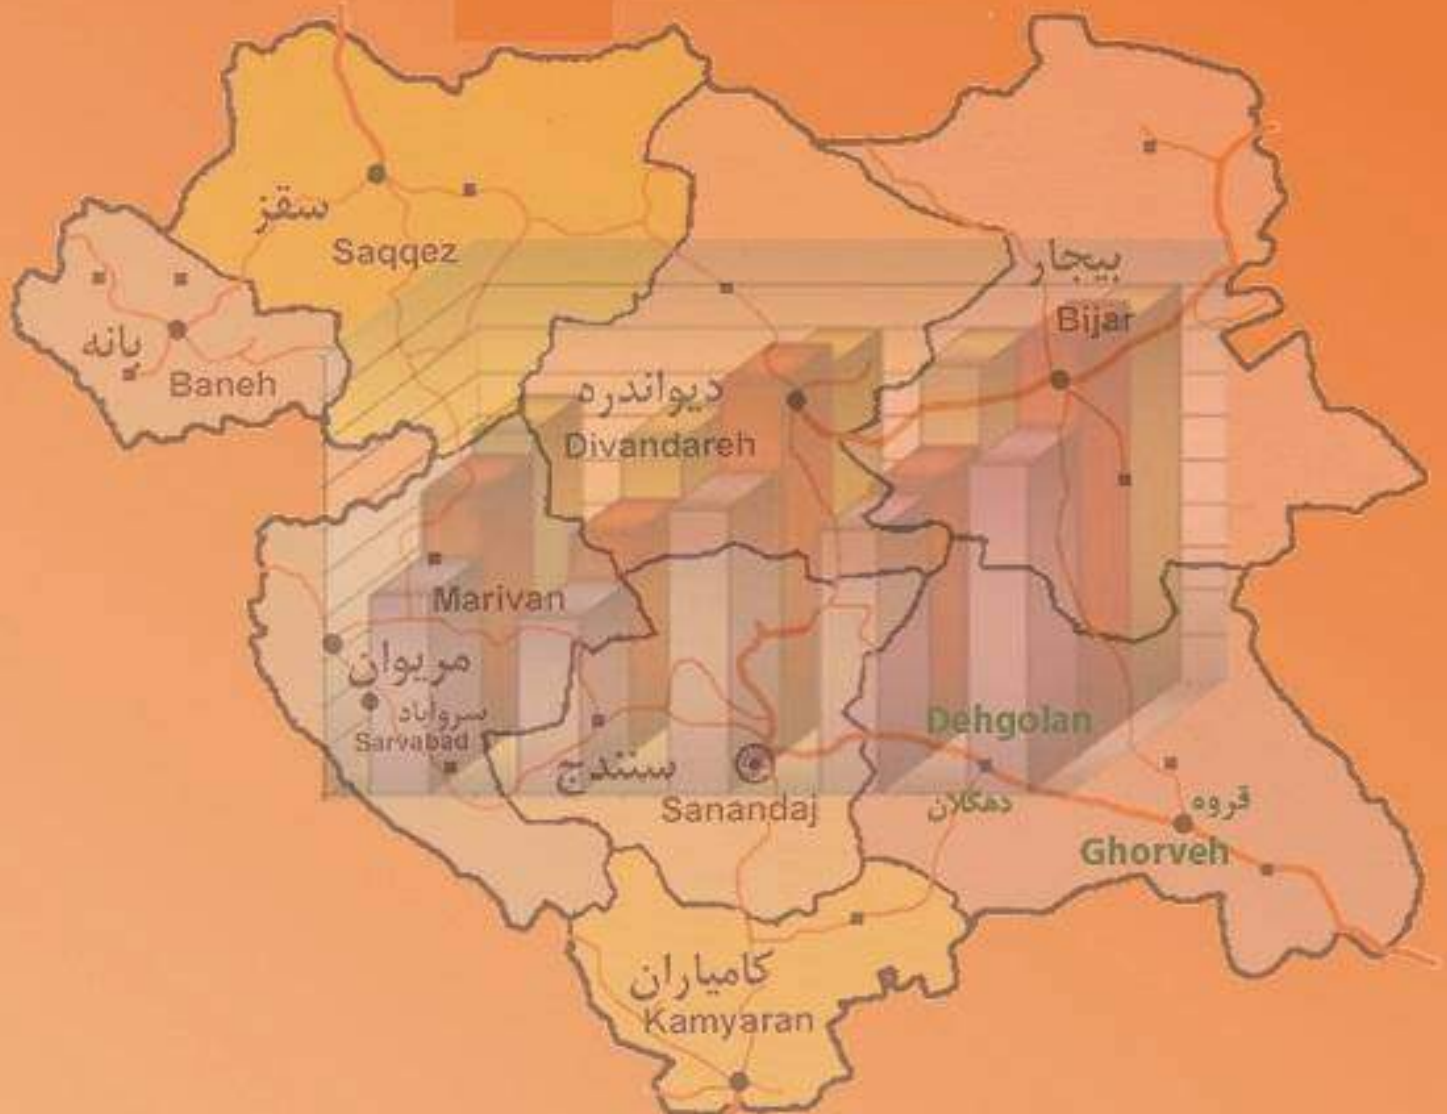 سقز
Saqqez
بیجار
Bijar
بانه
Baneh
دیواندره
Divandareh
Marivan
مریوان
سروآباد
Sarvabad
سنندج
Sanandaj
Dehgolan
دهگلان
قروه
Ghorveh
کامیاران
Kamyaran